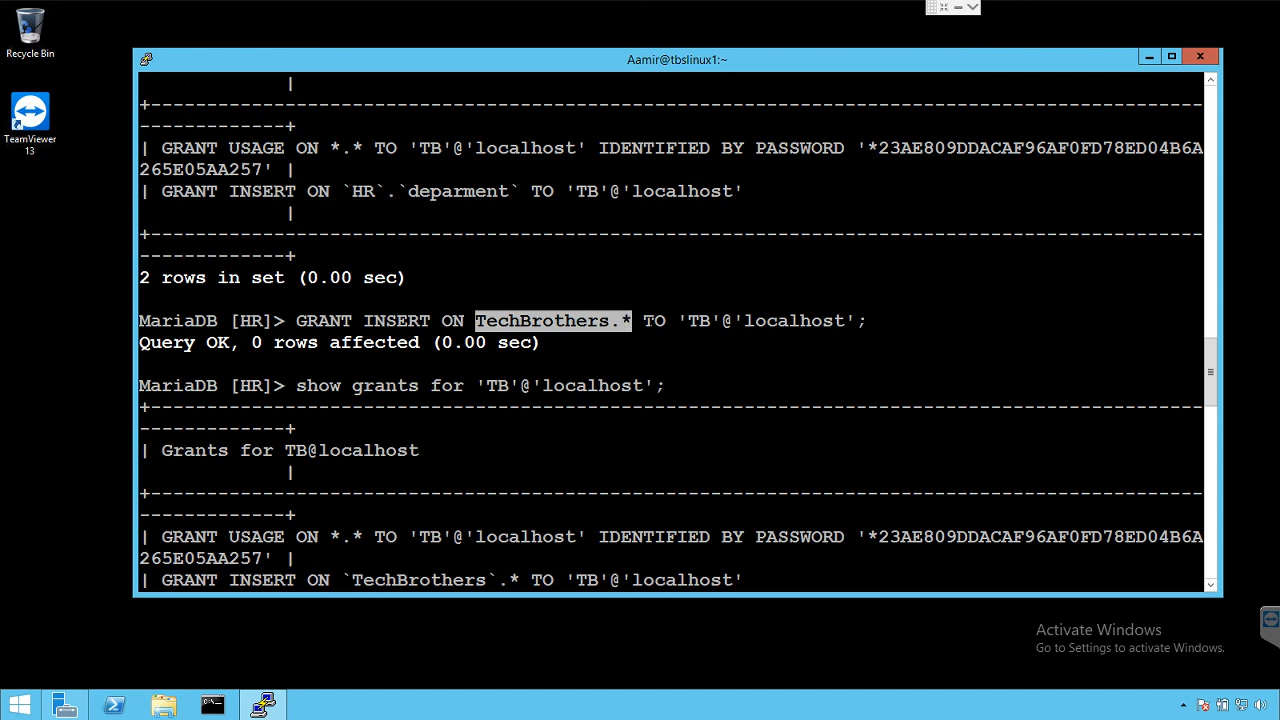 Recycle Bin
TeamViewer
13
Aamir@tbslinux1:~
|
+-----------------------------------------------------------------------------------------------
-------------+
| GRANT USAGE ON *.* TO 'TB'@'localhost' IDENTIFIED BY PASSWORD '*23AE809DDACAF96AF0FD78ED04B6A
265E05AA257' |
| GRANT INSERT ON `HR`.`deparment` TO 'TB'@'localhost'
|
+-----------------------------------------------------------------------------------------------
-------------+
2 rows in set (0.00 sec)
MariaDB [HR]> GRANT INSERT ON TechBrothers.* TO 'TB'@'localhost';
Query OK, 0 rows affected (0.00 sec)
MariaDB [HR]> show grants for 'TB'@'localhost';
+-----------------------------------------------------------------------------------------------
-------------+
| Grants for TB@localhost
|
+-----------------------------------------------------------------------------------------------
-------------+
| GRANT USAGE ON *.* TO 'TB'@'localhost' IDENTIFIED BY PASSWORD '*23AE809DDACAF96AF0FD78ED04B6A
265E05AA257' |
| GRANT INSERT ON `TechBrothers`.* TO 'TB'@'localhost'
Activate Windows
Go to Settings to activate Windows.